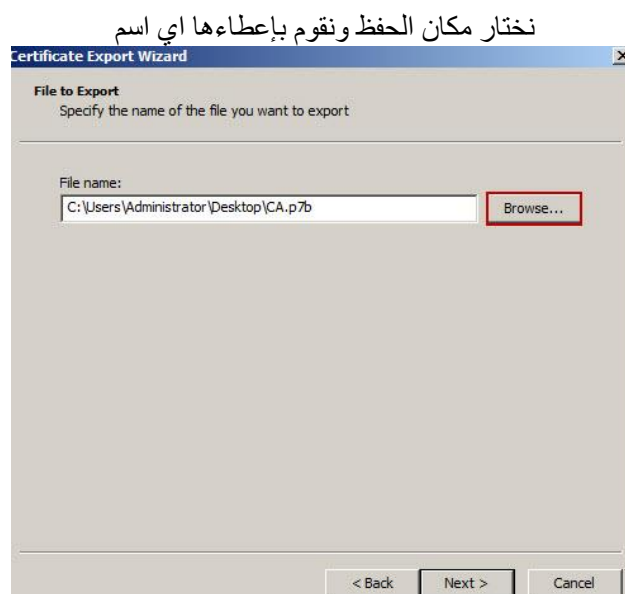 نختار مكان الحفظ ونقوم بإعطاءها اي اسم
Certificate Export Wizard
File to Export
Specify the name of the file you want to export
File name:
C:\Users\Administrator\Desktop\CA.p7b
Browse...
< Back
Next >
Cancel